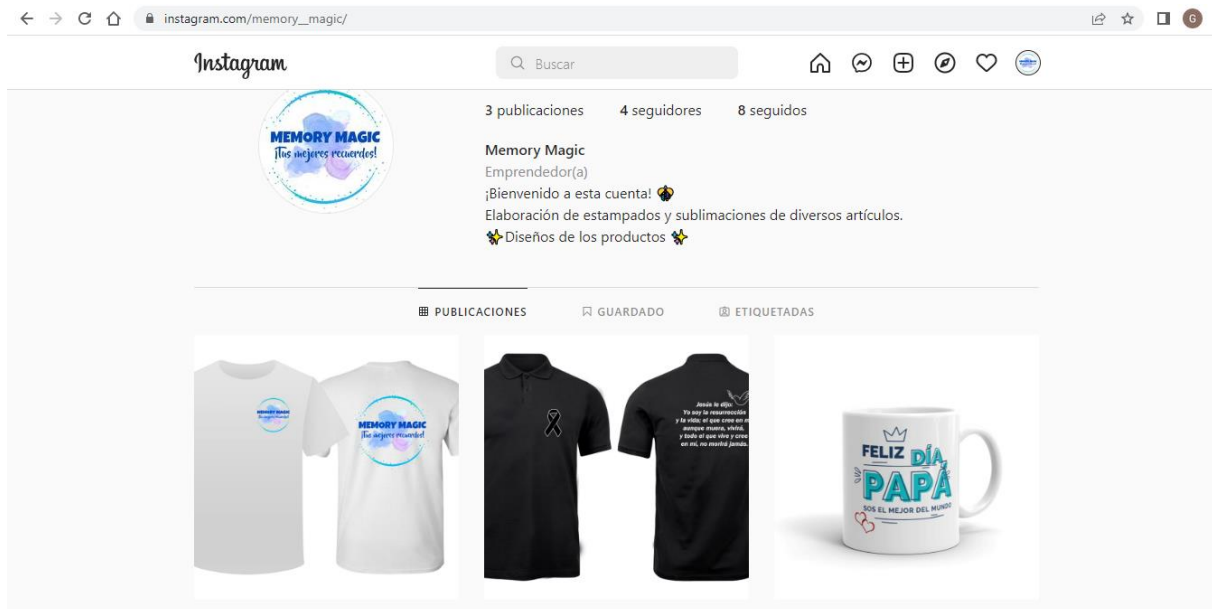 instagram.com/memory__magic/
G
Instagram
Buscar
MEMORY MAGIC
¡Tus mejores recuerdos!
3 publicaciones 4 seguidores 8 seguidos
Memory Magic
Emprendedor(a)
¡Bienvenido a esta cuenta!
Elaboración de estampados y sublimaciones de diversos artículos.
Diseños de los productos
PUBLICACIONES GUARDADO ETIQUETADAS
MEMORY MAGIC
MEMORY MAGIC
¡Tus mejores recuerdos!
Jesús le dijo:
Yo soy la resurrección
y la vida; el que cree en m
aunque muera, vivirá,
y todo el que vive y cree
en mí, no morirá jamás.
FELIZ DÍA,
PAPÁ
SOS EL MEJOR DEL MUNDO